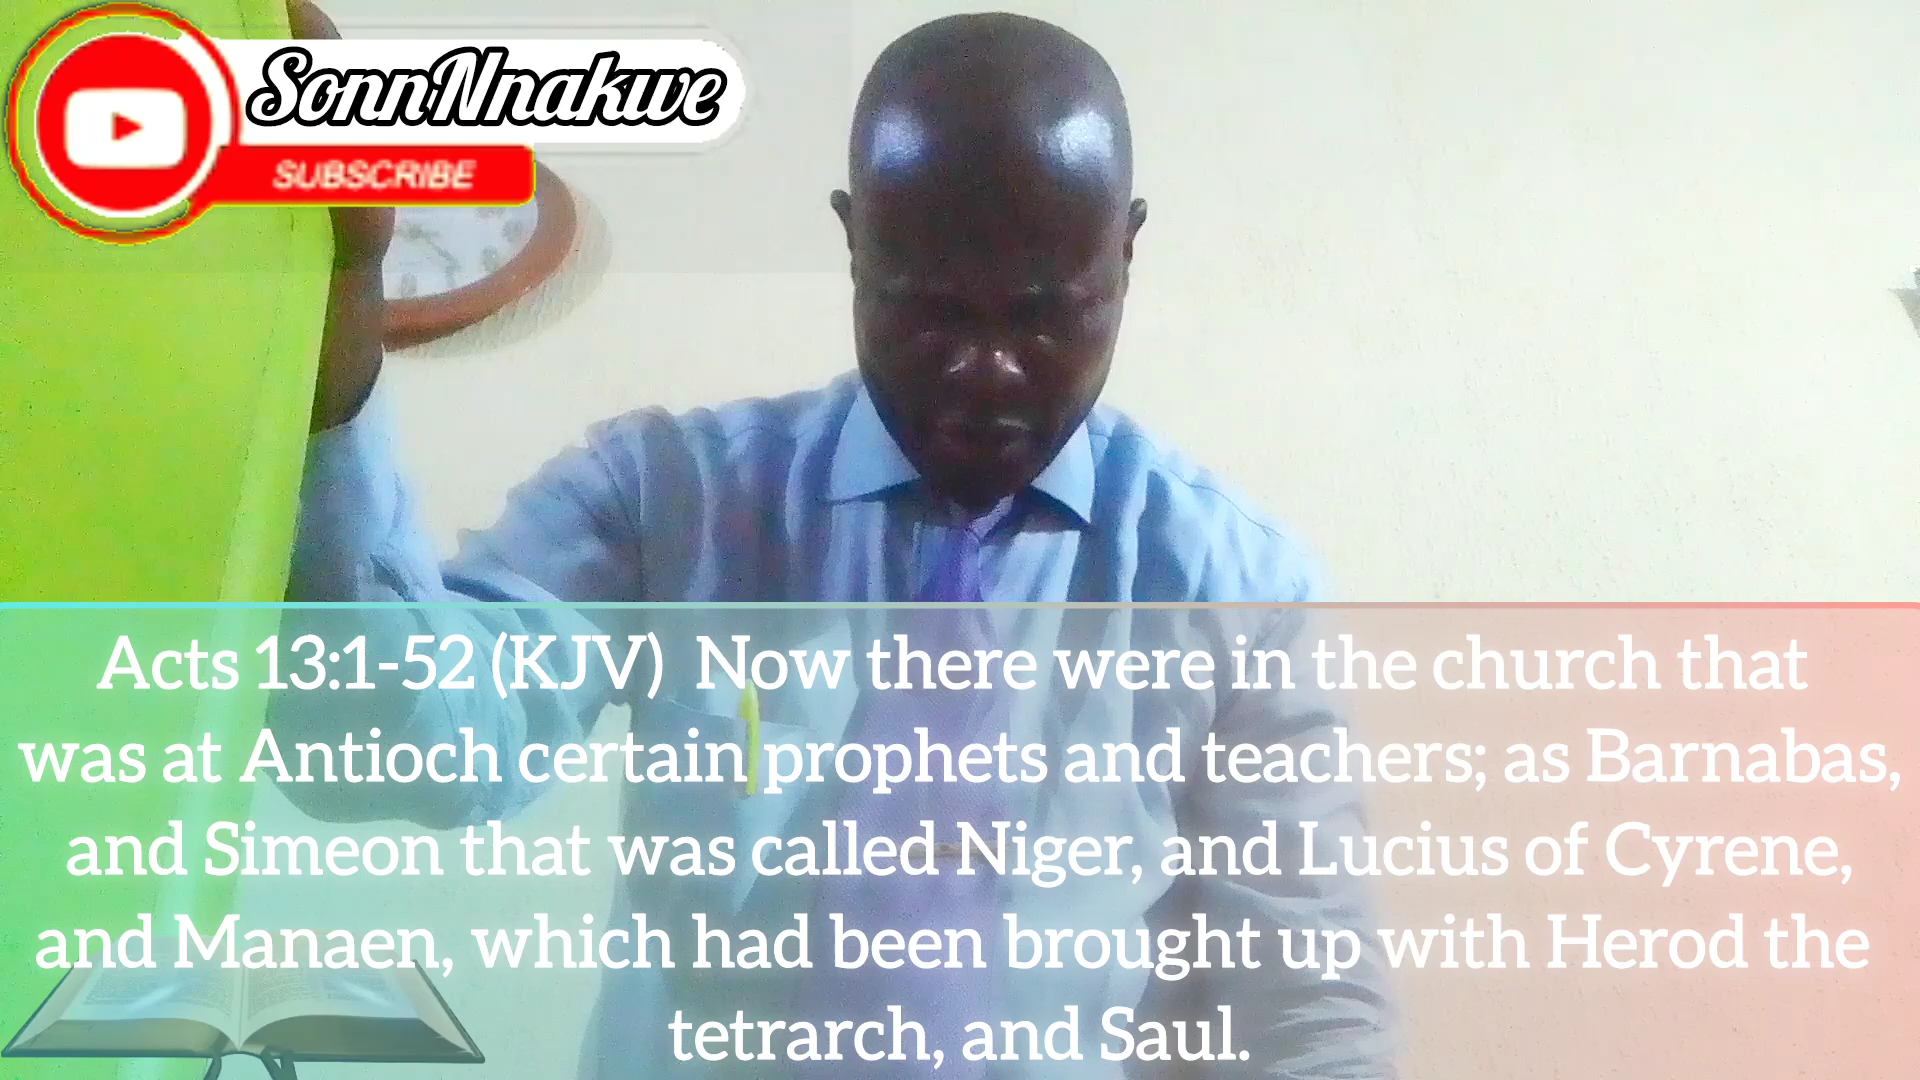 SonnNnakwe
SUBSCRIBE
Acts 13:1-52 (KJV) Now there were in the church that
was at Antioch certain prophets and teachers; as Barnabas,
and Simeon that was called Niger, and Lucius of Cyrene,
and Manaen, which had been brought up with Herod the
tetrarch, and Saul.